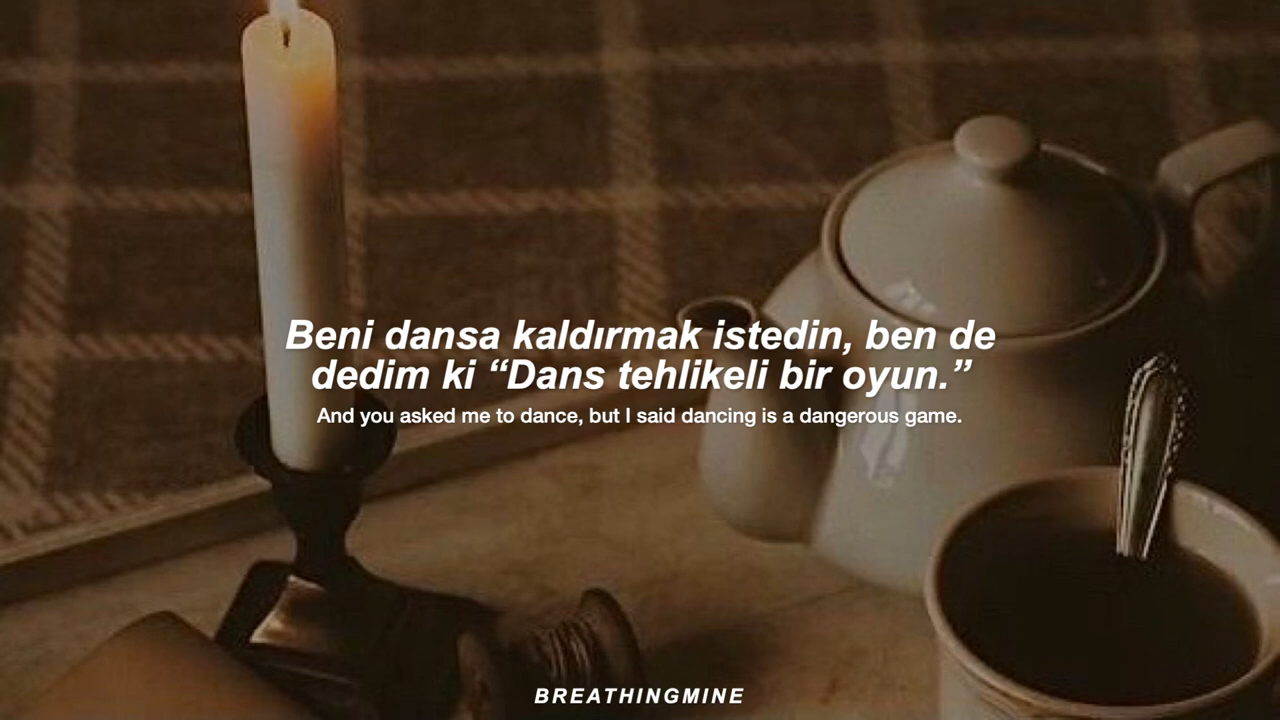 Beni dansa kaldırmak istedin, ben de
dedim ki “Dans tehlikeli bir oyun.”
And you asked me to dance, but I said dancing is a dangerous game.
BREATHINGMINE